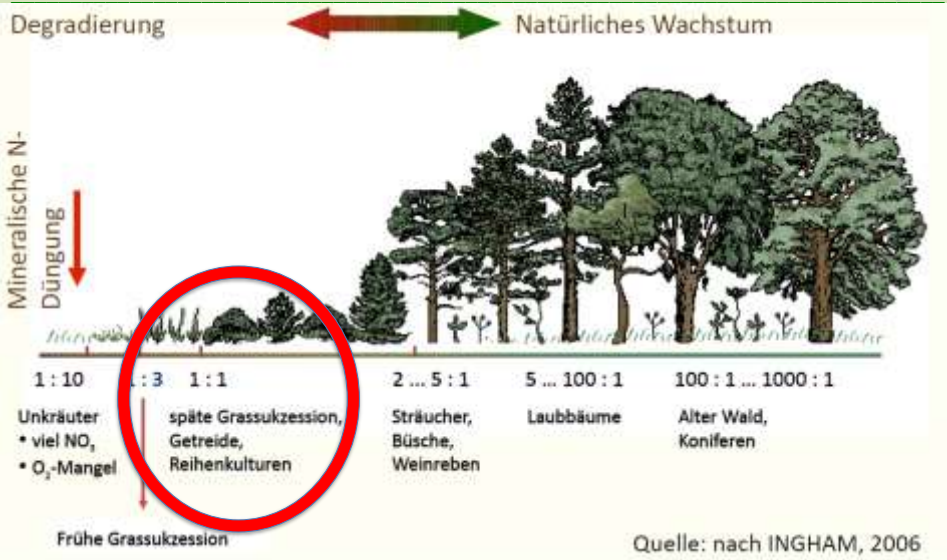 Degradierung
Natürliches Wachstum
Mineralische N-
Düngung
1 : 10
1 : 3
1 : 1
2 ... 5 : 1
5 ... 100 : 1
100 : 1 ... 1000 : 1
Unkräuter
• viel NO₃
• O₂-Mangel
späte Grassukzession,
Getreide,
Reihenkulturen
Sträucher,
Büsche,
Weinreben
Laubbäume
Alter Wald,
Koniferen
Frühe Grassukzession
Quelle: nach INGHAM, 2006